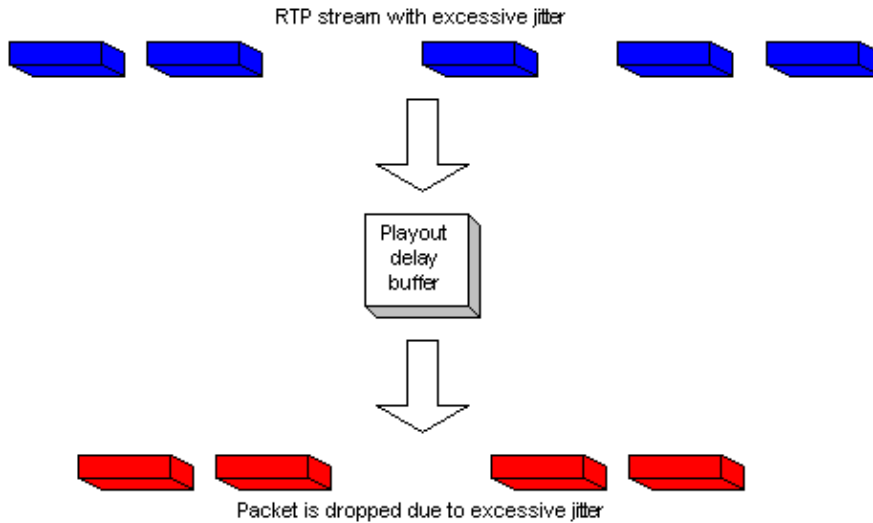 RTP stream with excessive jitter
Playout
delay
buffer
Packet is dropped due to excessive jitter